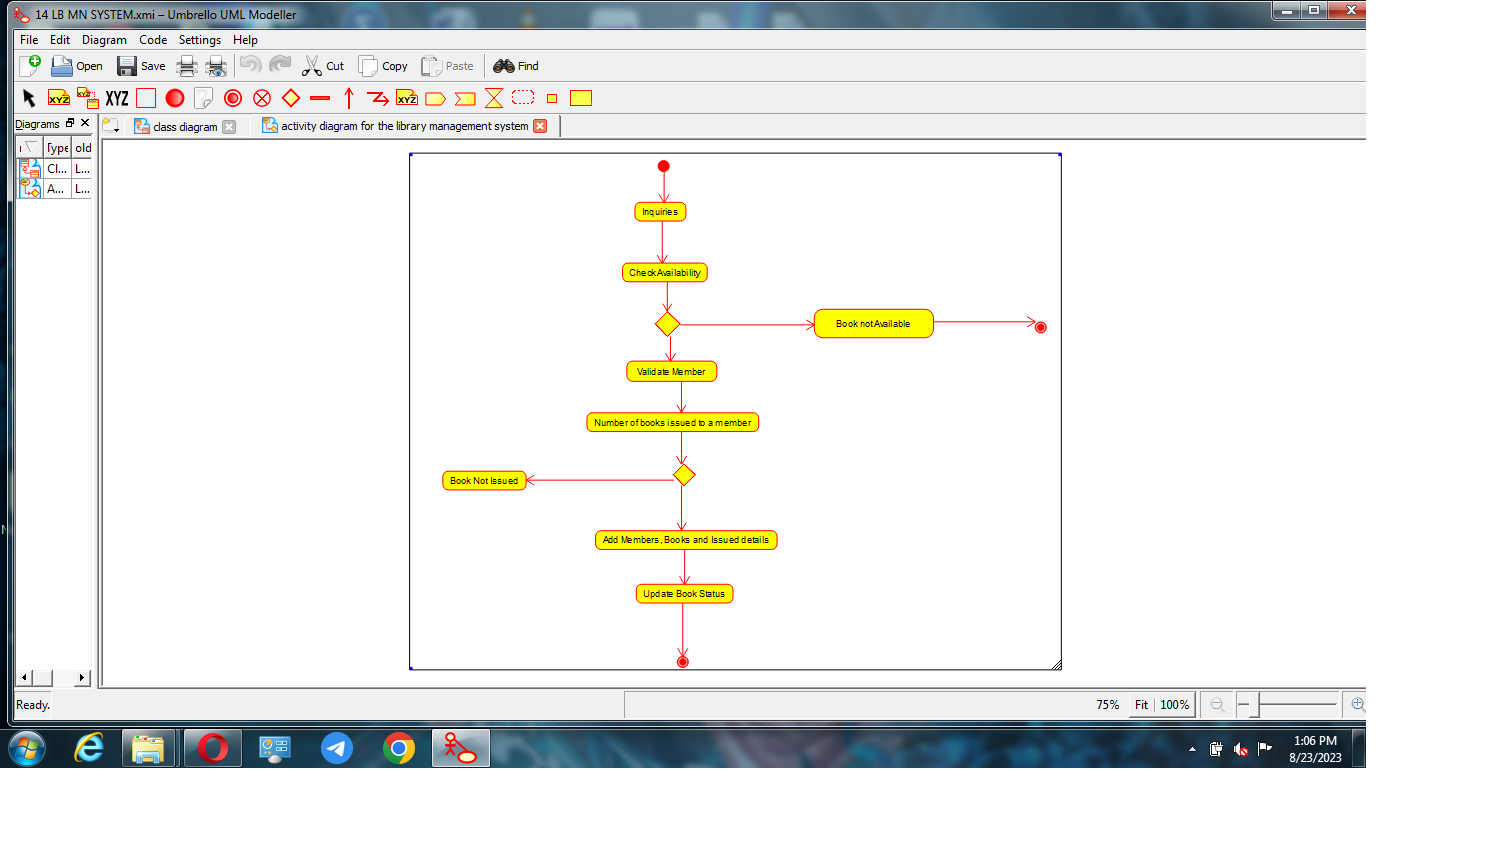 14 LB MN SYSTEM.xmi – Umbrello UML Modeller
File Edit Diagram Code Settings Help
Open Save Cut Copy Paste Find
XYZ XYZ XYZ XYZ
Diagrams
class diagram
activity diagram for the library management system
Type old
Cl... L...
A... L...
Inquiries
Check Availability
Book not Available
Validate Member
Number of books issued to a member
Book Not Issued
Add Members, Books and Issued details
Update Book Status
Ready.
75% Fit 100%
1:06 PM
8/23/2023